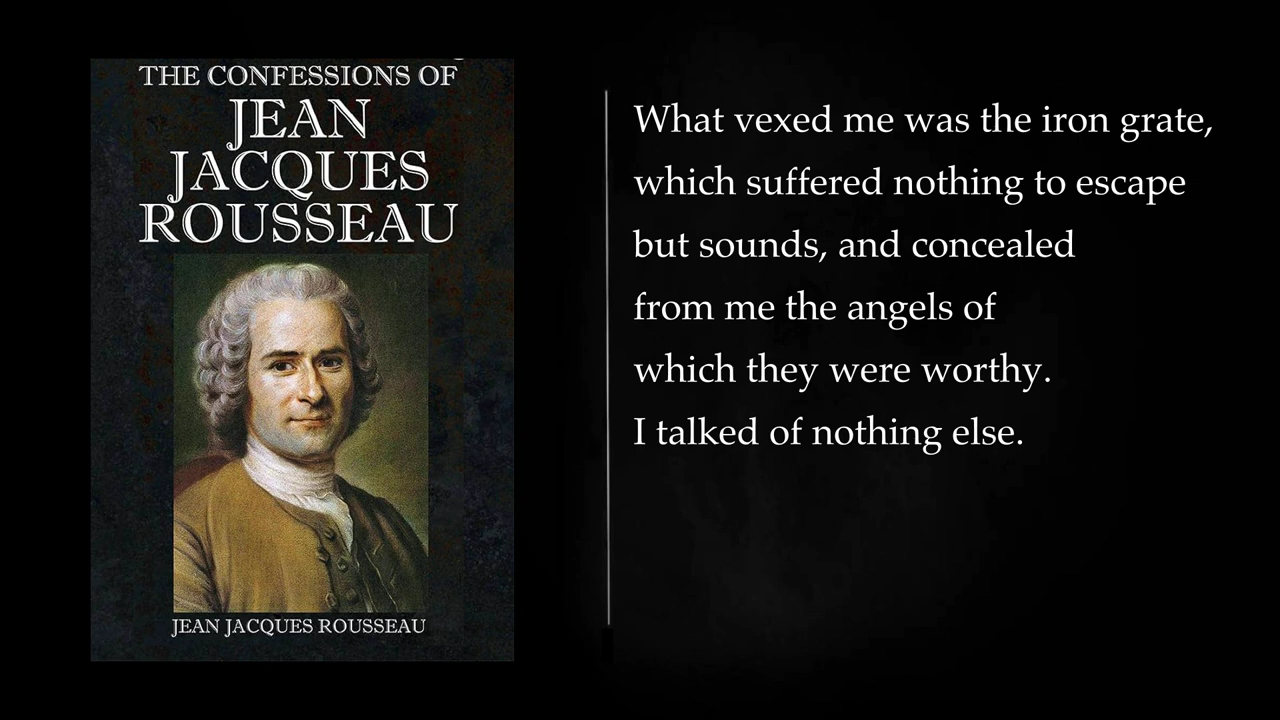 THE CONFESSIONS OF
JEAN
JACQUES
ROUSSEAU
JEAN JACQUES ROUSSEAU
What vexed me was the iron grate,
which suffered nothing to escape
but sounds, and concealed
from me the angels of
which they were worthy.
I talked of nothing else.